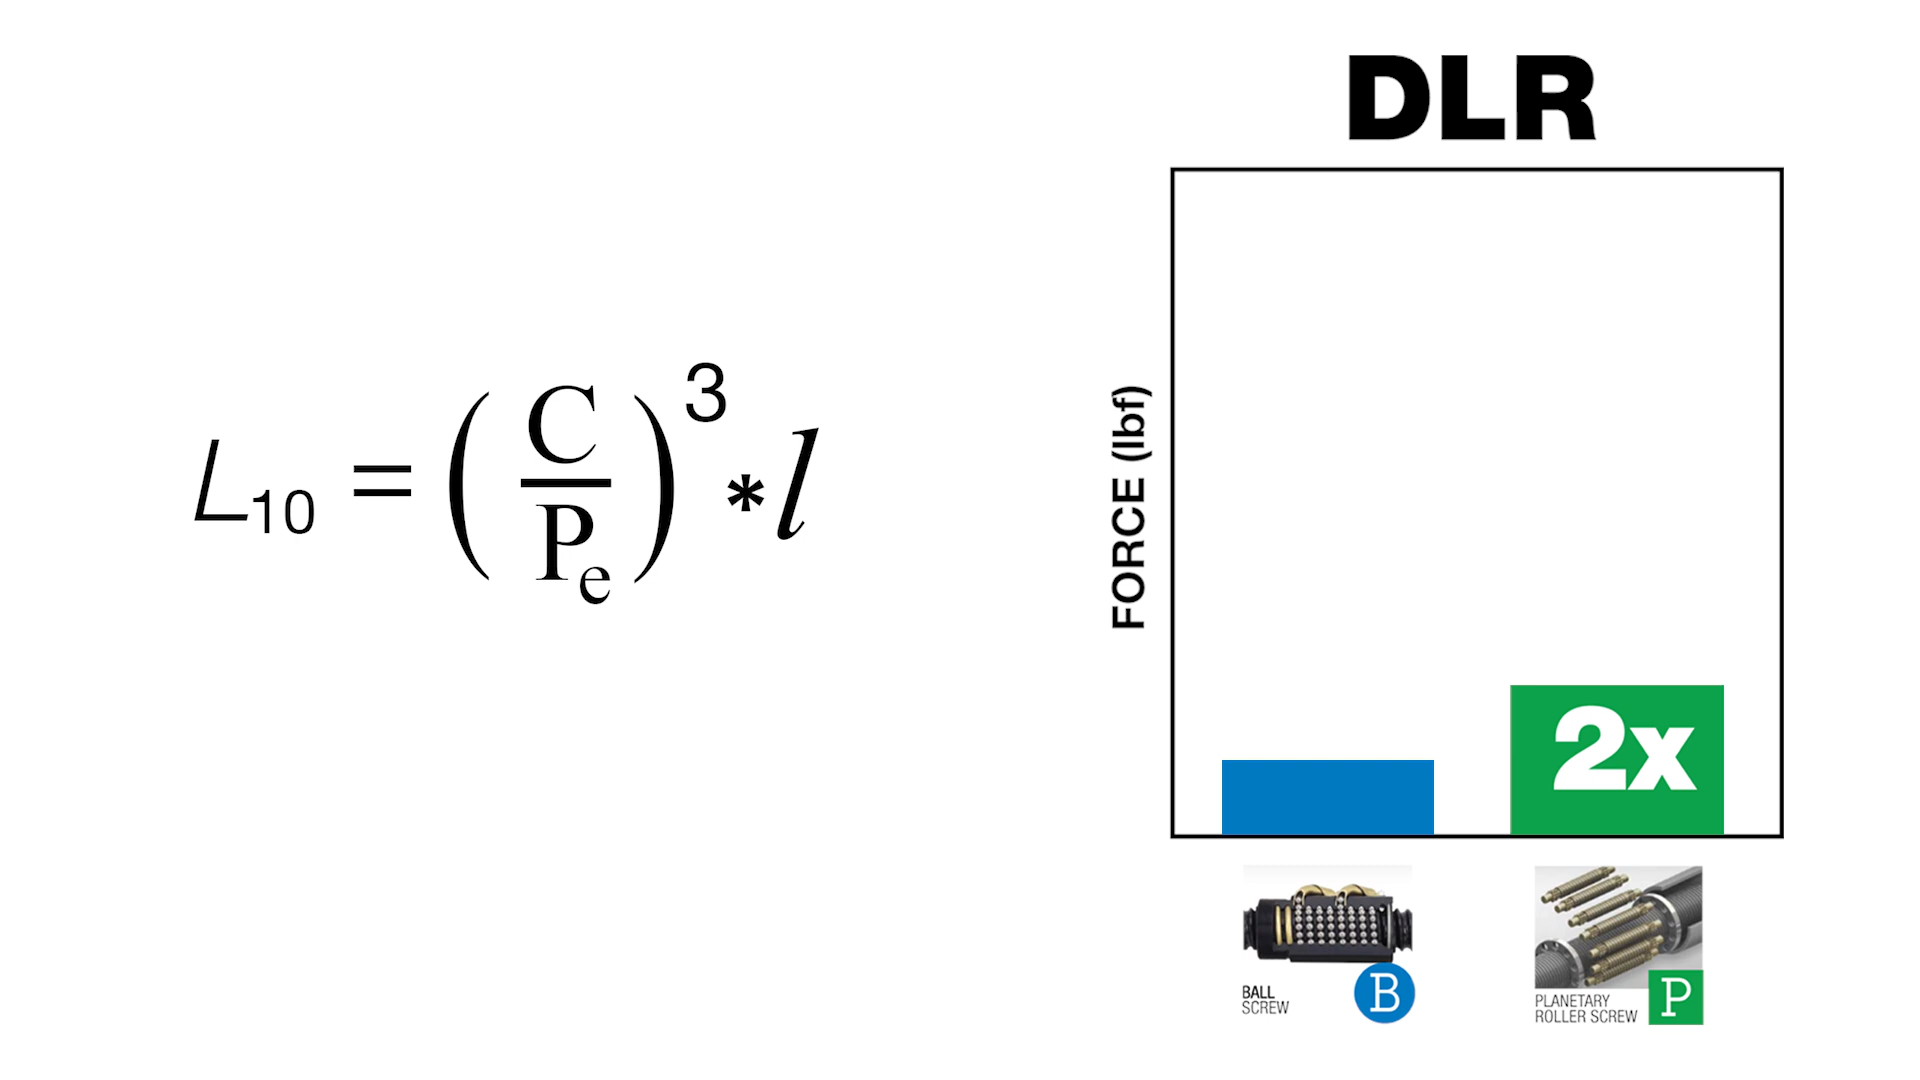 L₁₀ = (C/Pₑ)³ * l
DLR
FORCE (lbf)
2x
BALL
SCREW
B
PLANETARY
ROLLER SCREW
P